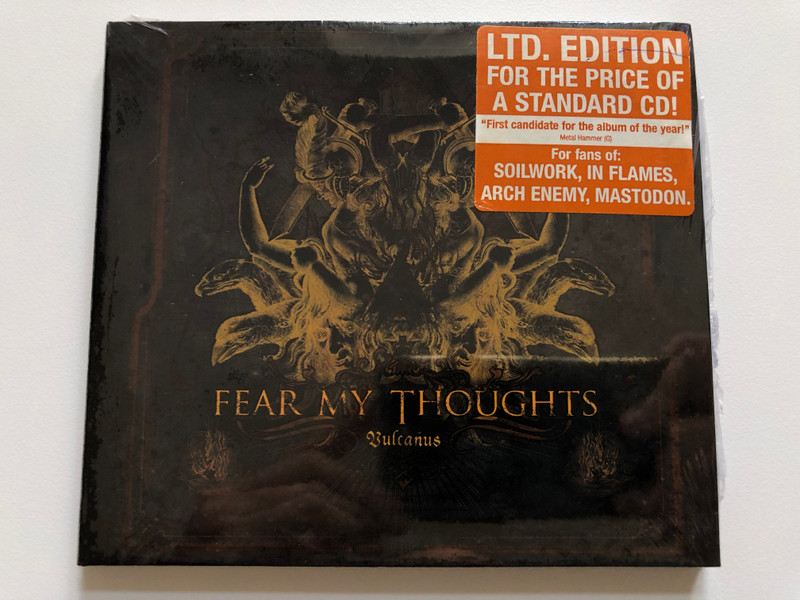 LTD. EDITION
FOR THE PRICE OF
A STANDARD CD!
"First candidate for the album of the year!"
Metal Hammer (G)
For fans of:
SOILWORK, IN FLAMES,
ARCH ENEMY, MASTODON.
FEAR MY THOUGHTS
Vulcañus